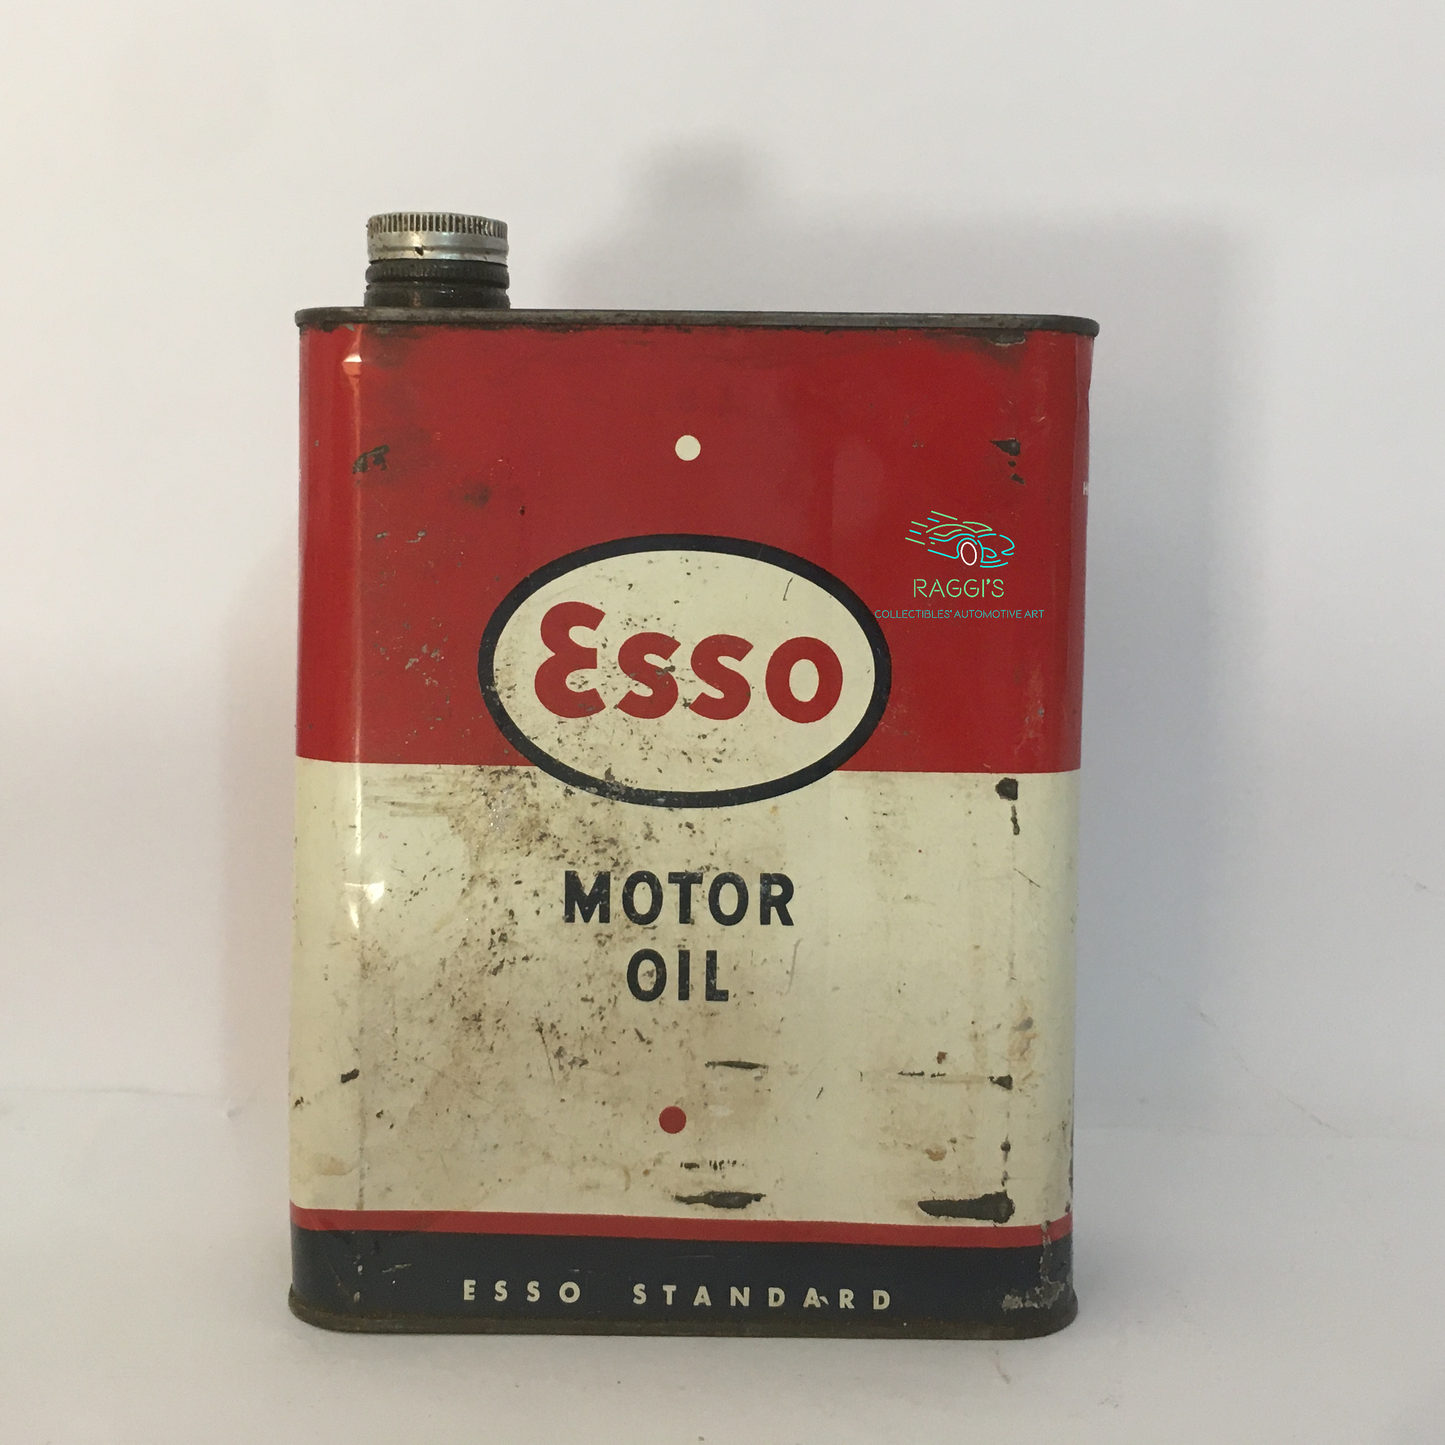 RAGGI'S
COLLECTIBLES' AUTOMOTIVE ART
Esso
MOTOR
OIL
ESSO STANDARD